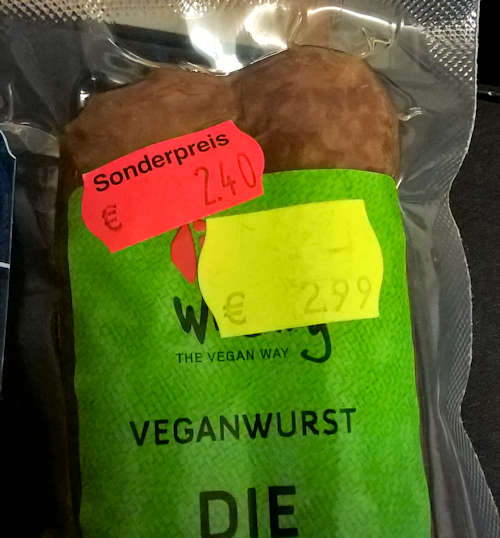 Sonderpreis
€ 2.40
€ 2.99
THE VEGAN WAY
VEGANWURST
DIE